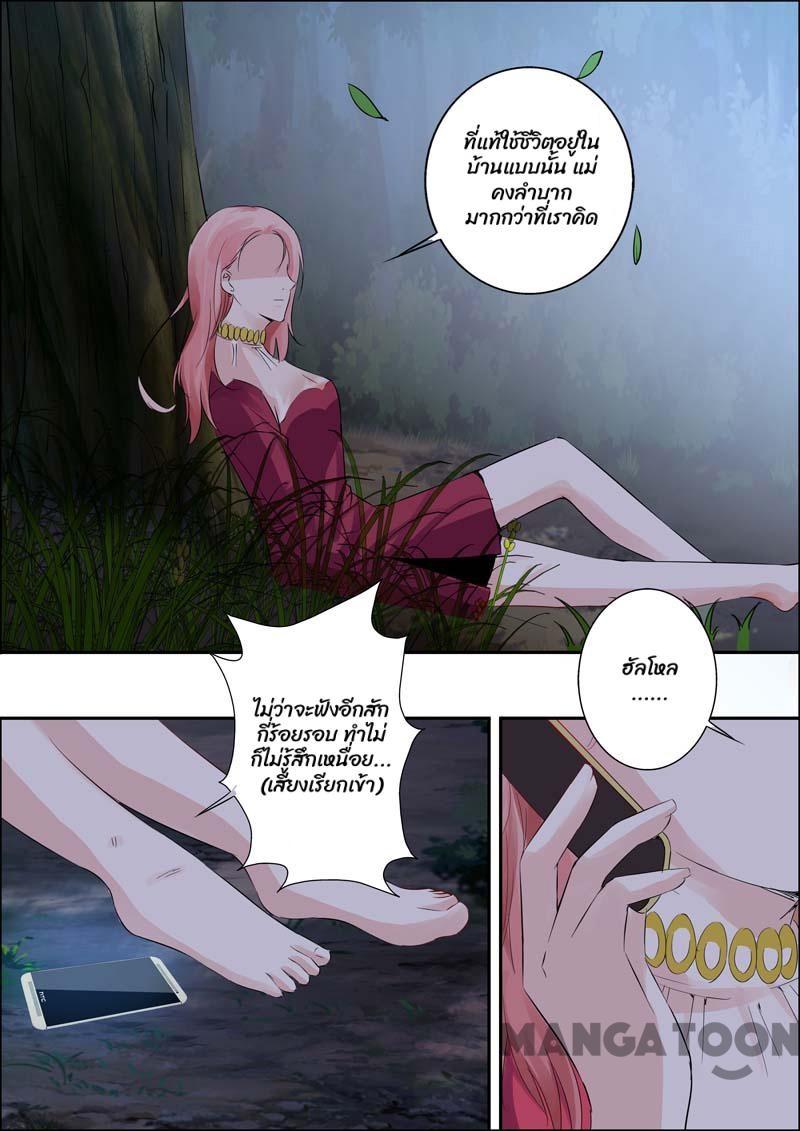 ที่แท้ใช้ชีวิตอยู่ใน
บ้านแบบนั้น แม่
คงลำบาก
มากกว่าที่เราคิด
ฮัลโหล
......
ไม่ว่าจะฟังอีกสัก
กี่ร้อยรอบ ทำไม่
ก็ไม่รู้สึกเหนื่อย...
(เสียงเรียกเข้า)
hTC
MANGATOON